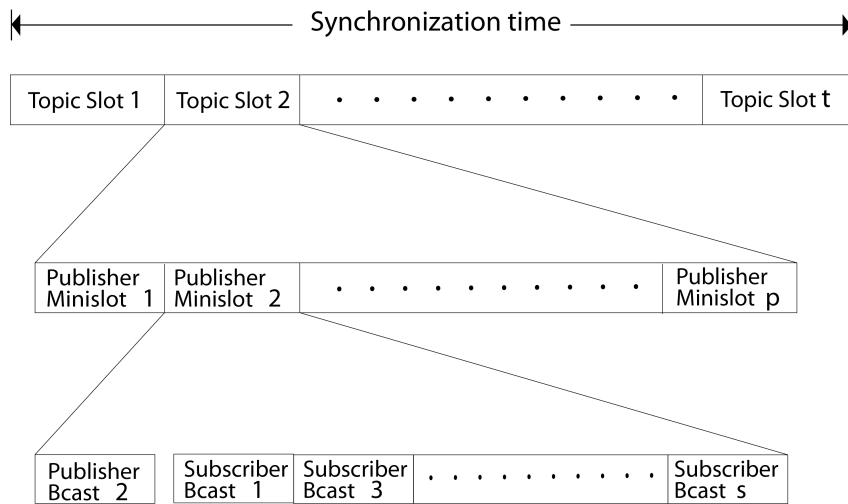 Synchronization time
Topic Slot 1 Topic Slot 2 . . . . . . . . . . Topic Slot t
Publisher Publisher Publisher
Minislot 1 Minislot 2 . . . . . . . . . . Minislot p
Publisher Subscriber Subscriber Subscriber
Bcast 2 Bcast 1 Bcast 3 . . . . . . . . . . Bcast s